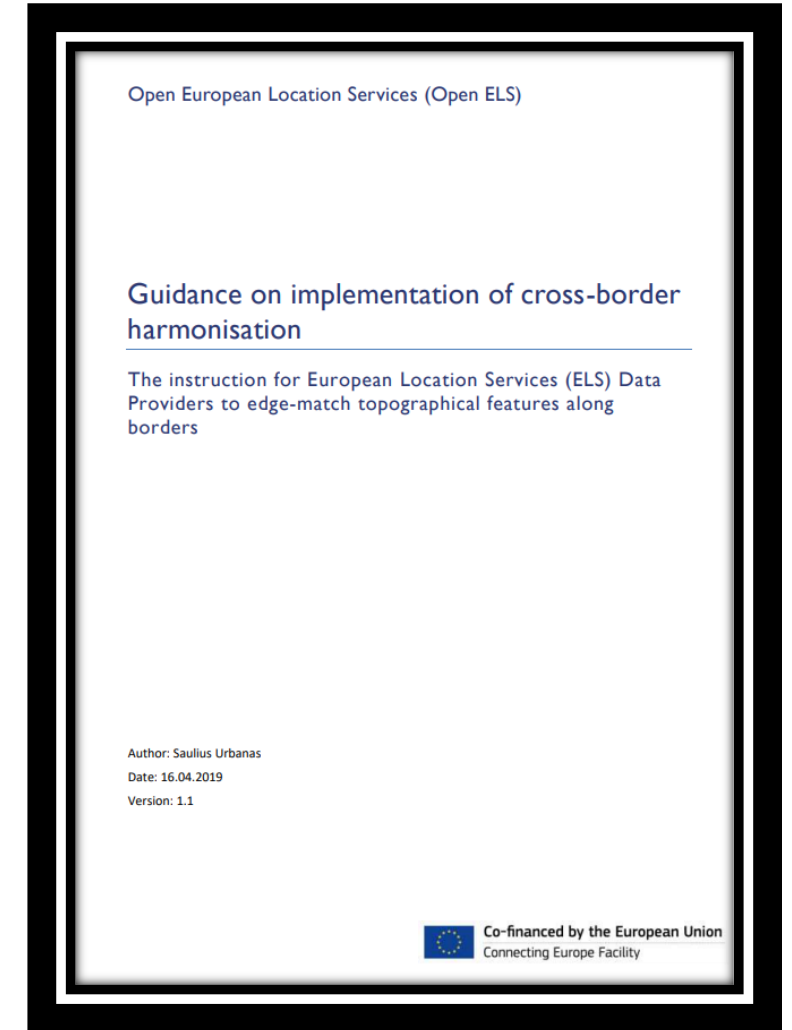 Open European Location Services (Open ELS)
Guidance on implementation of cross-border
harmonisation
The instruction for European Location Services (ELS) Data
Providers to edge-match topographical features along
borders
Author: Saulius Urbanas
Date: 16.04.2019
Version: 1.1
Co-financed by the European Union
Connecting Europe Facility